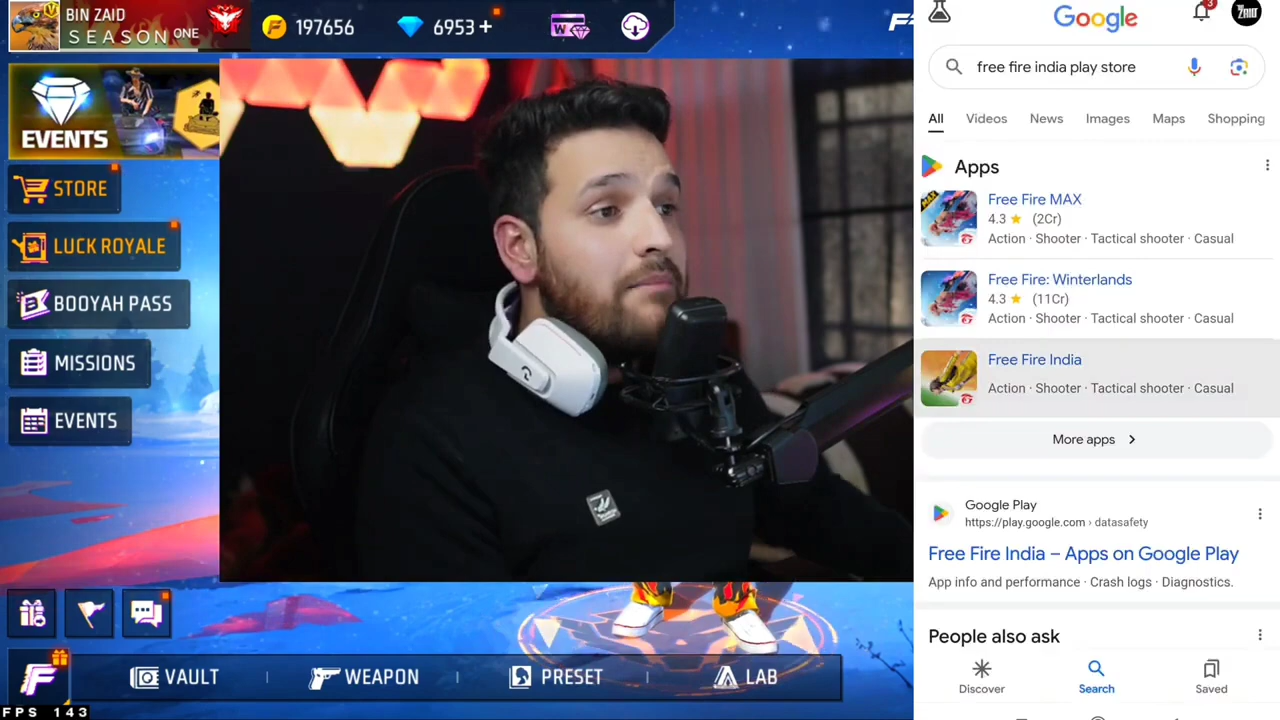 BIN ZAID
SEASON ONE
197656
6953 +
W
EVENTS
STORE
LUCK ROYALE
BOOYAH PASS
MISSIONS
EVENTS
VAULT
WEAPON
PRESET
LAB
FPS 143
Google
3
free fire india play store
All Videos News Images Maps Shopping
Apps
MAX
Free Fire MAX
4.3 ★ (2Cr)
Action · Shooter · Tactical shooter · Casual
Free Fire: Winterlands
4.3 ★ (11Cr)
Action · Shooter · Tactical shooter · Casual
Free Fire India
Action · Shooter · Tactical shooter · Casual
More apps
Google Play
https://play.google.com › datasafety
Free Fire India – Apps on Google Play
App info and performance · Crash logs · Diagnostics.
People also ask
Discover Search Saved